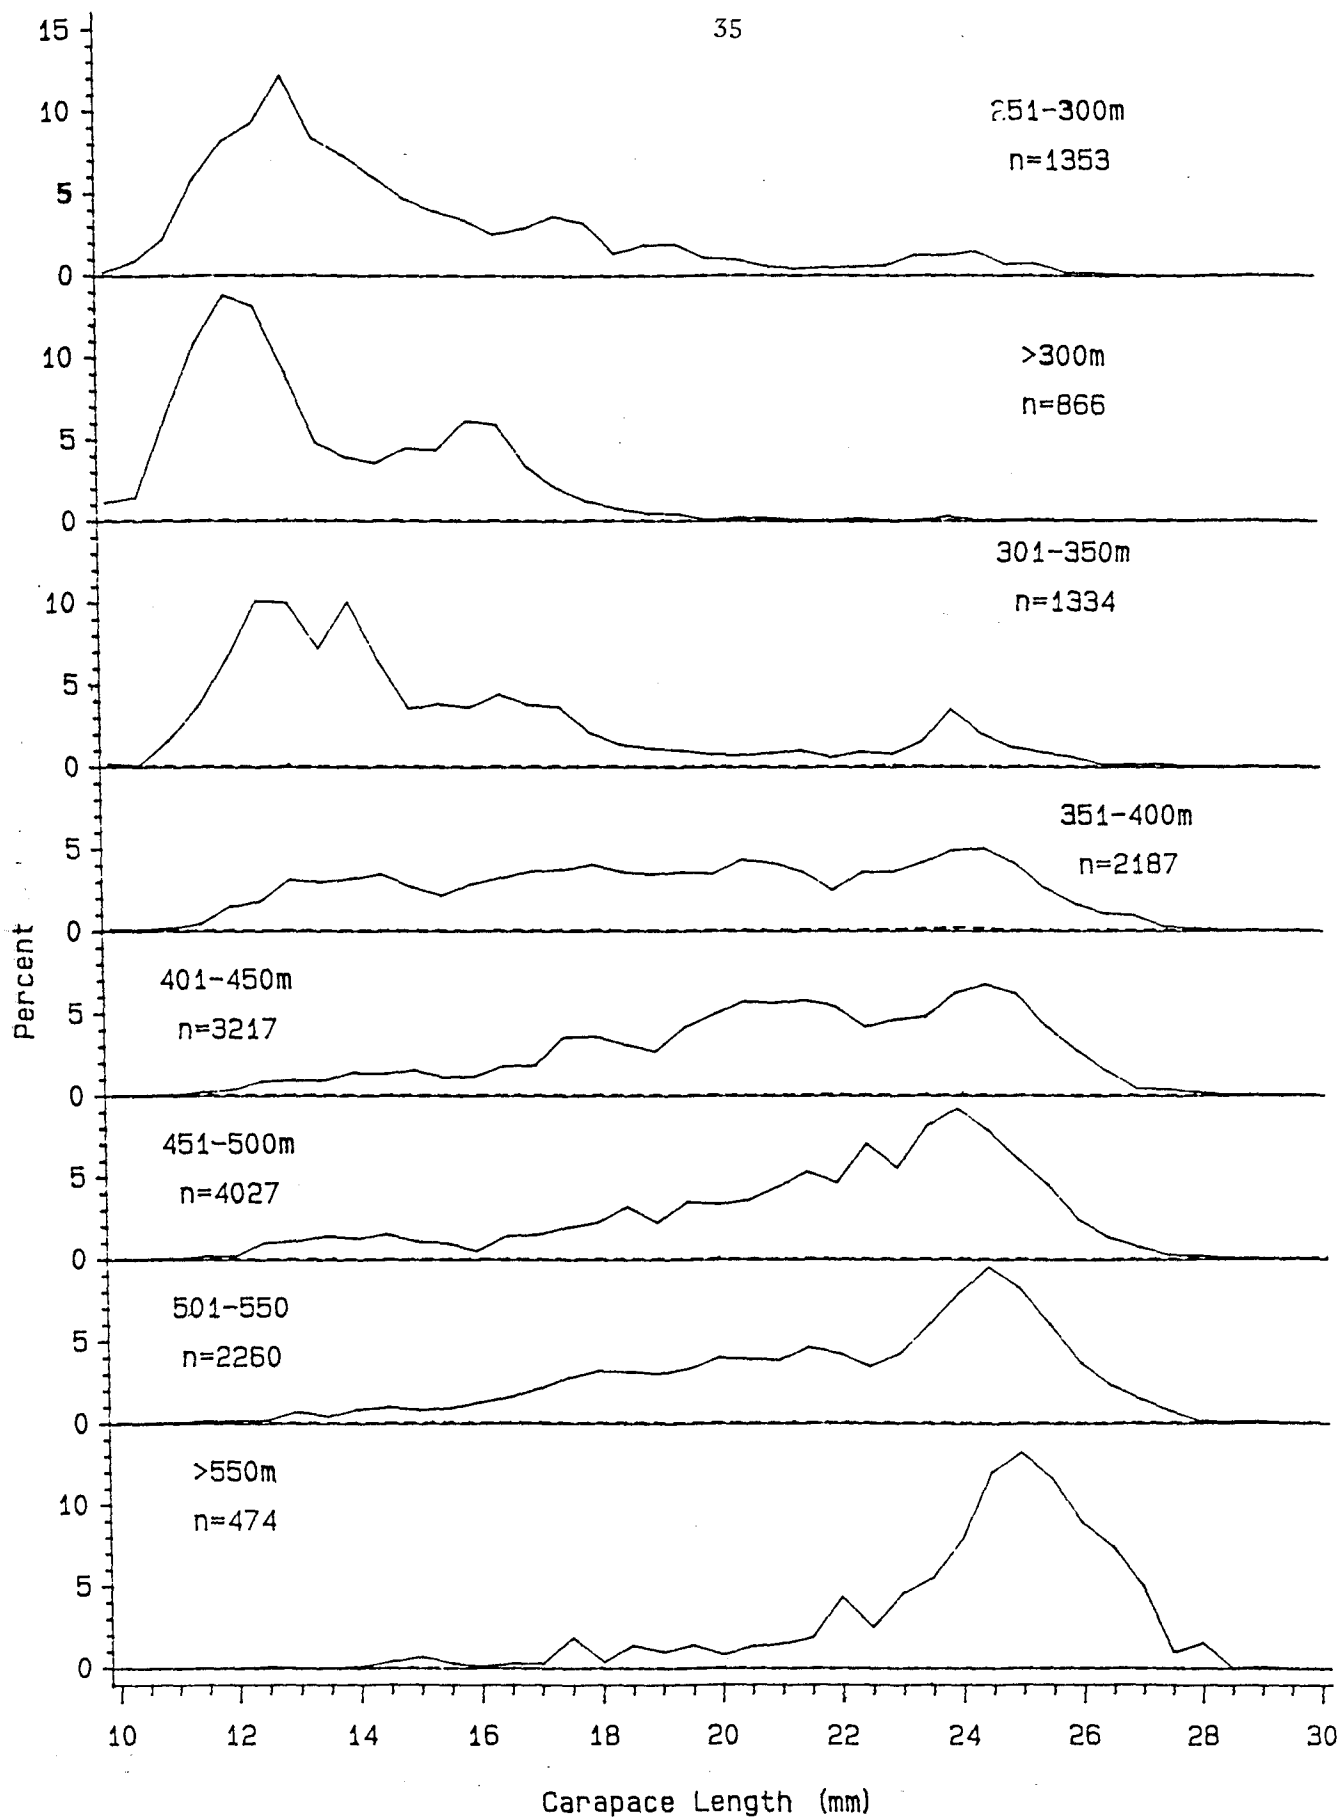 35
15
10
5
0
251-300m
n=1353
10
5
0
>300m
n=866
10
5
0
301-350m
n=1334
5
0
351-400m
n=2187
5
0
401-450m
n=3217
5
0
451-500m
n=4027
5
0
501-550
n=2260
10
5
0
>550m
n=474
Percent
10 12 14 16 18 20 22 24 26 28 30
Carapace Length (mm)